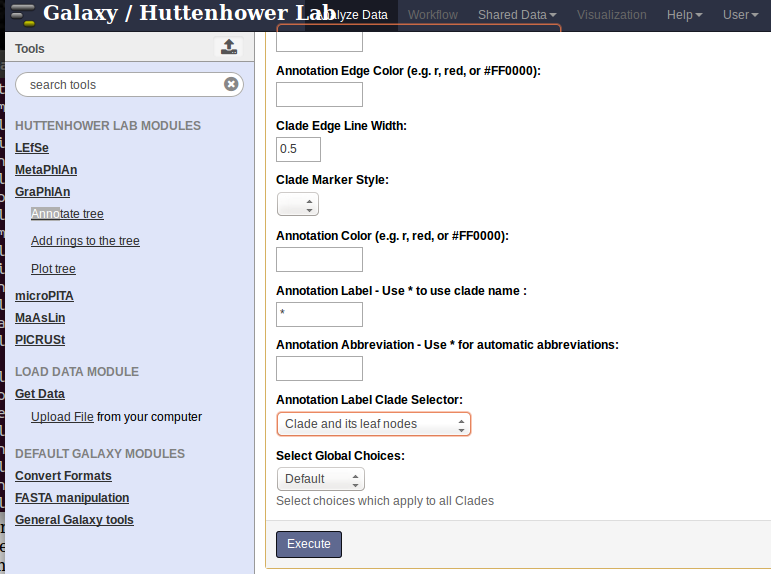 Galaxy / Huttenhower Lab
Analyze Data Workflow Shared Data Visualization Help User
Tools
search tools
HUTTENHOWER LAB MODULES
LEfSe
MetaPhlAn
GraPhlAn
Annotate tree
Add rings to the tree
Plot tree
microPITA
MaAsLin
PICRUSt
LOAD DATA MODULE
Get Data
Upload File from your computer
DEFAULT GALAXY MODULES
Convert Formats
FASTA manipulation
General Galaxy tools
Annotation Edge Color (e.g. r, red, or #FF0000):
Clade Edge Line Width:
0.5
Clade Marker Style:
Annotation Color (e.g. r, red, or #FF0000):
Annotation Label - Use * to use clade name :
*
Annotation Abbreviation - Use * for automatic abbreviations:
Annotation Label Clade Selector:
Clade and its leaf nodes
Select Global Choices:
Default
Select choices which apply to all Clades
Execute